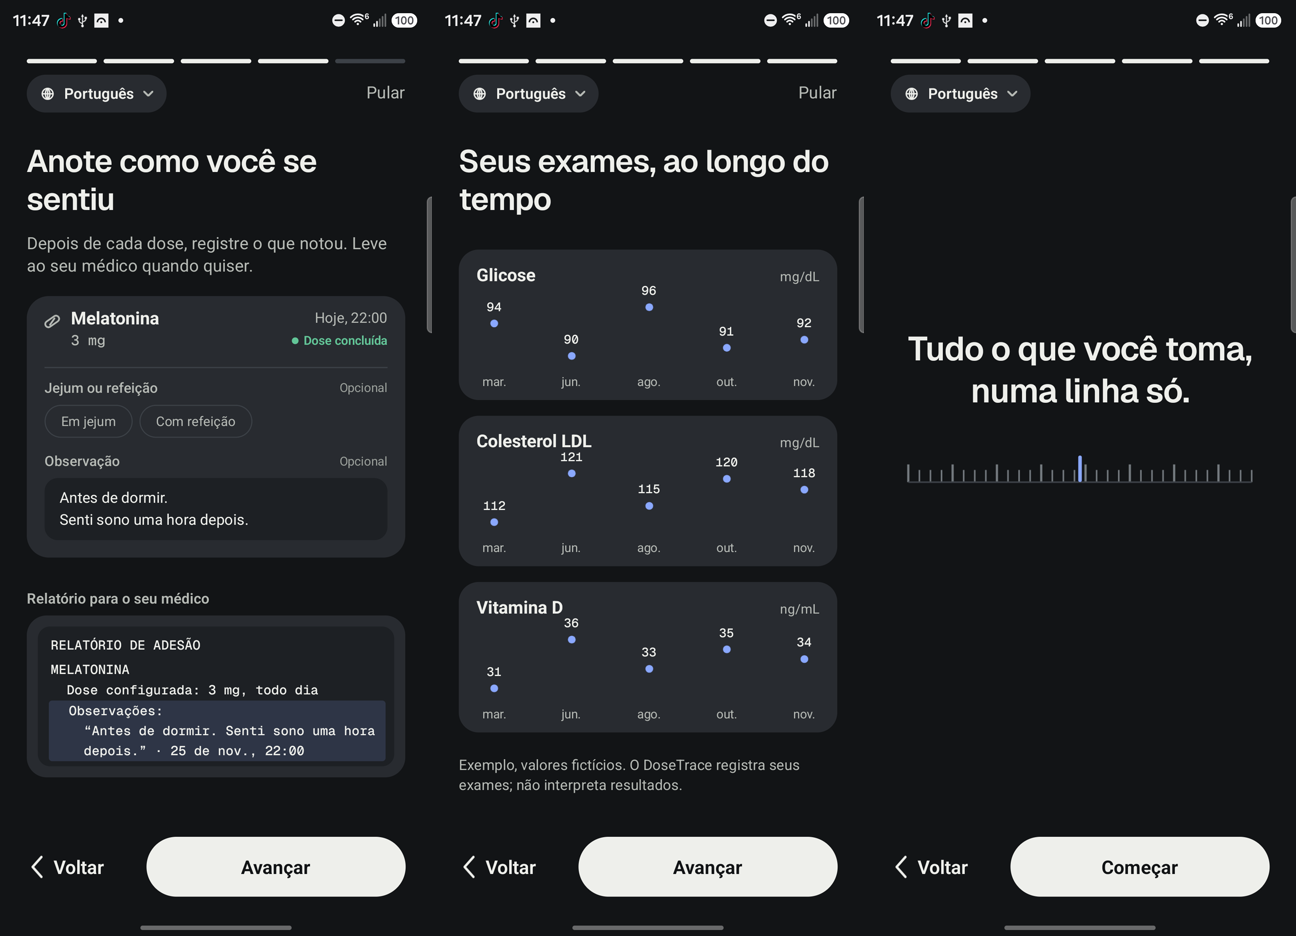 11:47
6
100
Português
Pular
Anote como você se
sentiu
Depois de cada dose, registre o que notou. Leve
ao seu médico quando quiser.
Melatonina
Hoje, 22:00
3 mg
Dose concluída
Jejum ou refeição
Opcional
Em jejum
Com refeição
Observação
Opcional
Antes de dormir.
Senti sono uma hora depois.
Relatório para o seu médico
RELATÓRIO DE ADESÃO
MELATONINA
Dose configurada: 3 mg, todo dia
Observações:
“Antes de dormir. Senti sono uma hora
depois.” · 25 de nov., 22:00
Voltar
Avançar
11:47
6
100
Português
Pular
Seus exames, ao longo do
tempo
Glicose
mg/dL
94
90
96
91
92
mar.
jun.
ago.
out.
nov.
Colesterol LDL
mg/dL
112
121
115
120
118
mar.
jun.
ago.
out.
nov.
Vitamina D
ng/mL
31
36
33
35
34
mar.
jun.
ago.
out.
nov.
Exemplo, valores fictícios. O DoseTrace registra seus
exames; não interpreta resultados.
Voltar
Avançar
11:47
6
100
Português
Tudo o que você toma,
numa linha só.
Voltar
Começar